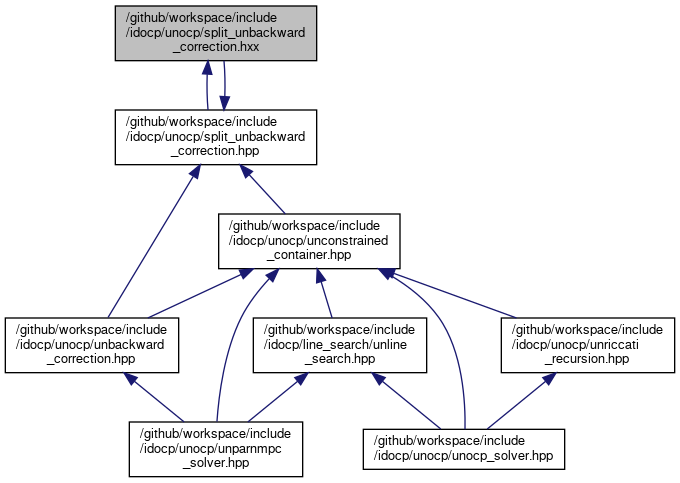 /github/workspace/include
/idocp/unocp/split_unbackward
_correction.hxx
/github/workspace/include
/idocp/unocp/split_unbackward
_correction.hpp
/github/workspace/include
/idocp/unocp/unconstrained
_container.hpp
/github/workspace/include
/idocp/unocp/unbackward
_correction.hpp
/github/workspace/include
/idocp/line_search/unline
_search.hpp
/github/workspace/include
/idocp/unocp/unriccati
_recursion.hpp
/github/workspace/include
/idocp/unocp/unparnmpc
_solver.hpp
/github/workspace/include
/idocp/unocp/unocp_solver.hpp